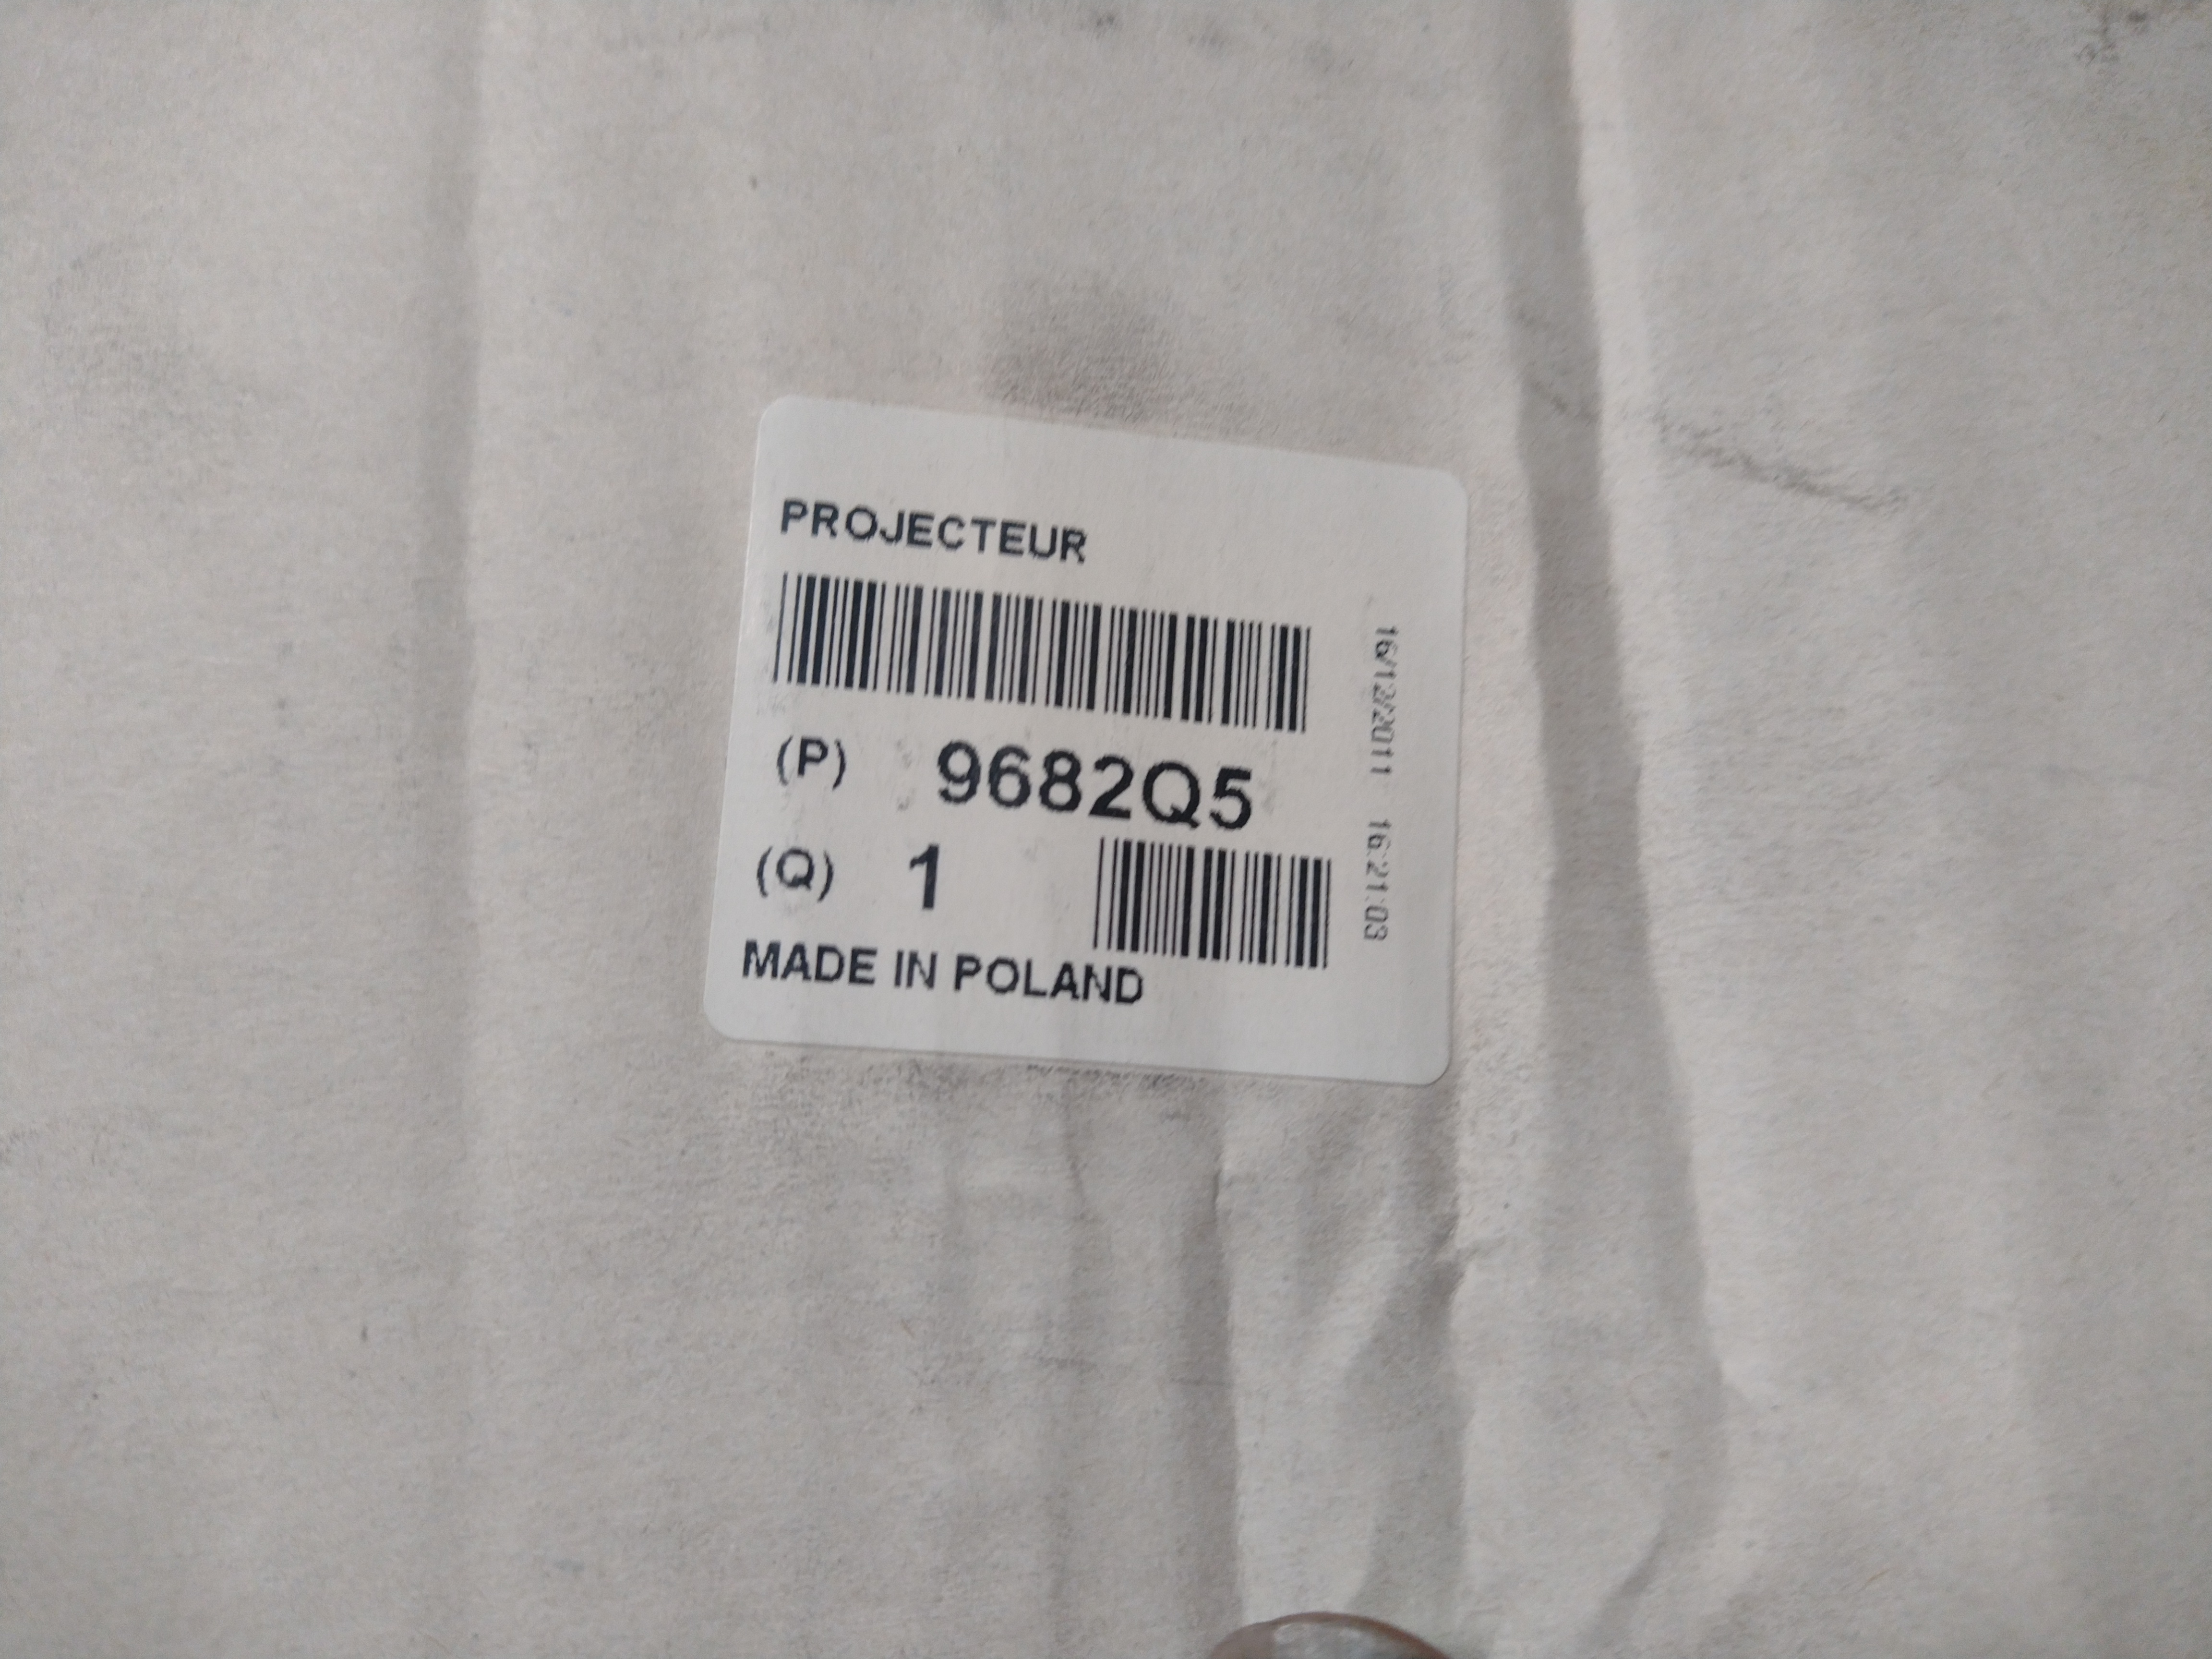 PROJECTEUR
(P) 9682Q5
(Q) 1
MADE IN POLAND
16/12/2011 16:21:03